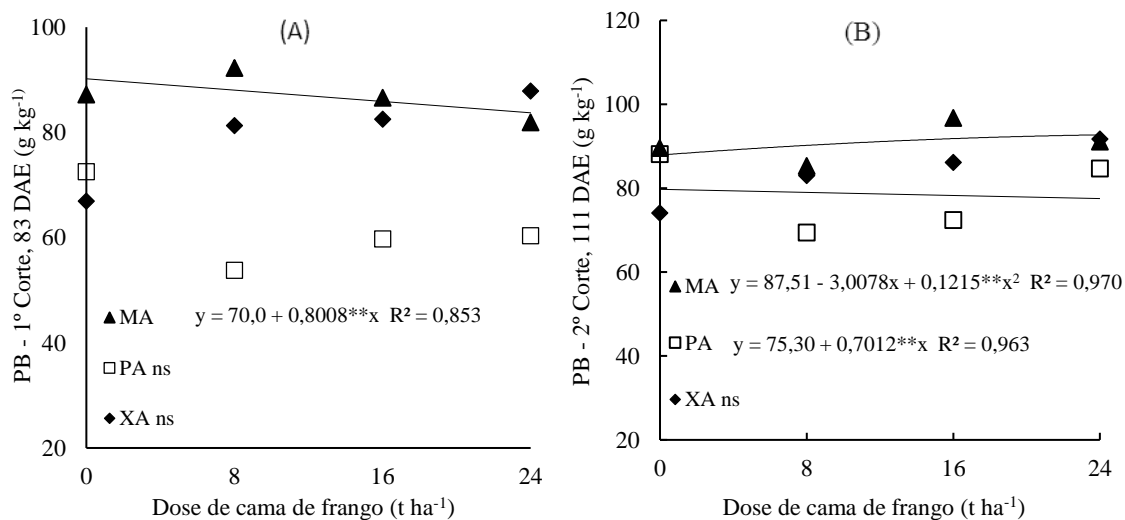 (A)
PB - 1º Corte, 83 DAE (g kg⁻¹)
100
80
60
40
20
MA y = 70,0 + 0,8008**x R² = 0,853
PA ns
XA ns
0 8 16 24
Dose de cama de frango (t ha⁻¹)
(B)
PB - 2º Corte, 111 DAE (g kg⁻¹)
120
100
80
60
40
20
MA y = 87,51 - 3,0078x + 0,1215**x² R² = 0,970
PA y = 75,30 + 0,7012**x R² = 0,963
XA ns
0 8 16 24
Dose de cama de frango (t ha⁻¹)